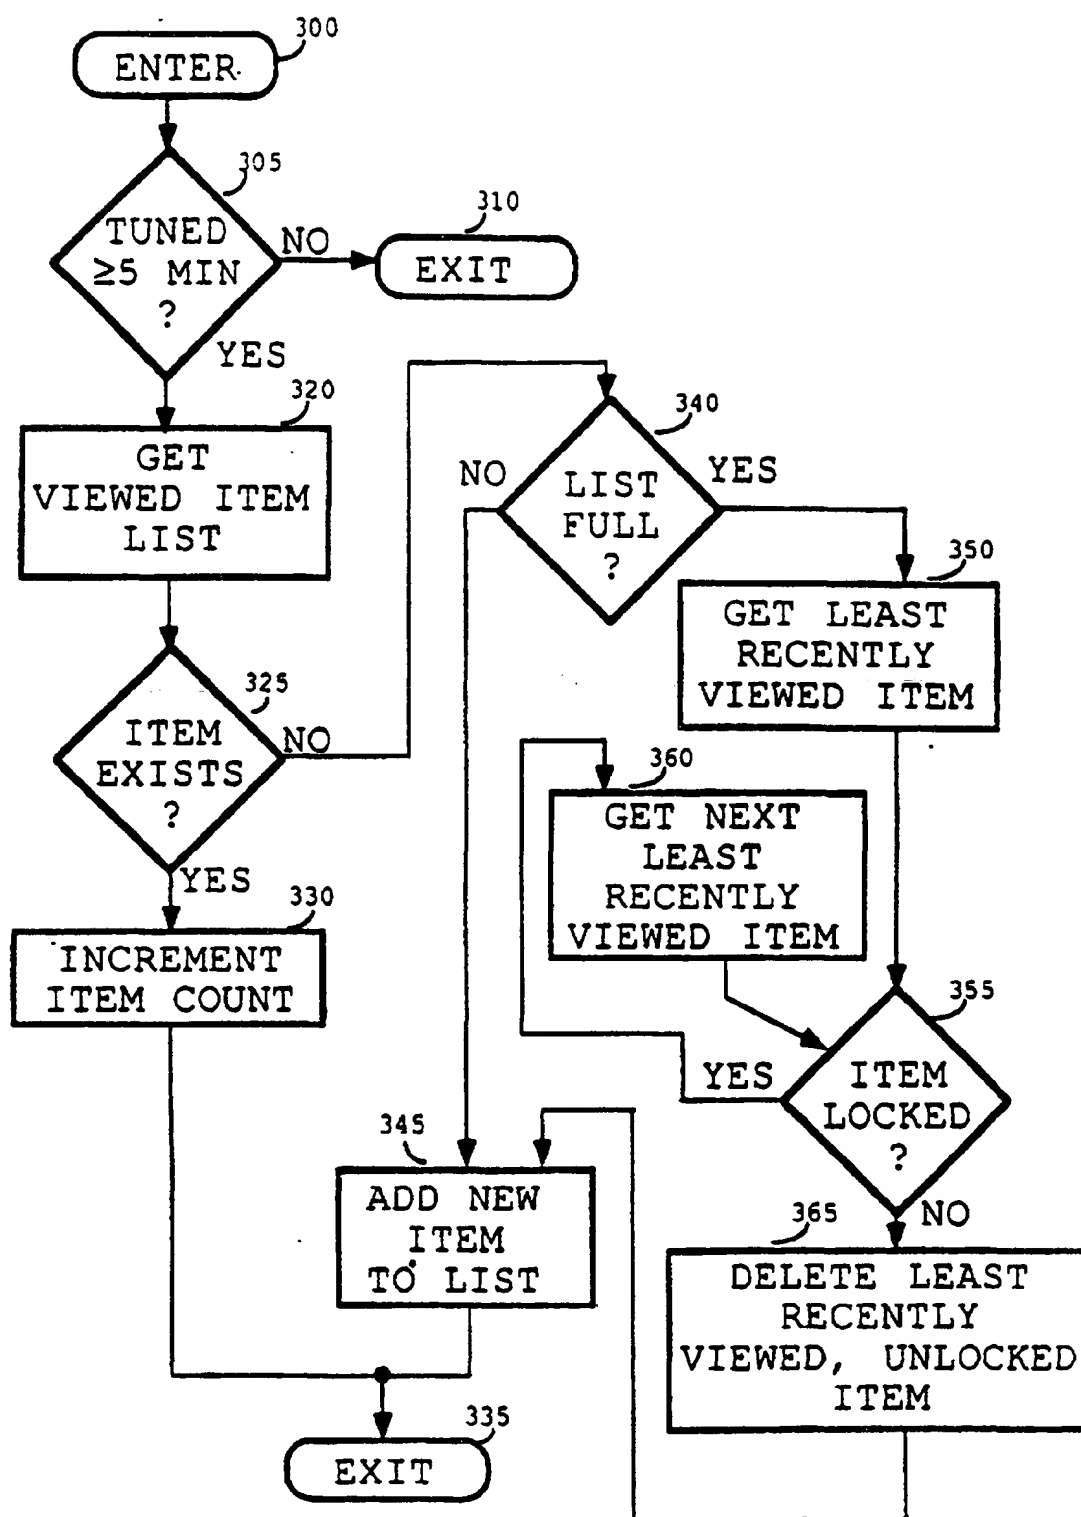 300
ENTER
305
TUNED
≥5 MIN
?
NO
310
EXIT
YES
320
GET
VIEWED ITEM
LIST
325
ITEM
EXISTS
?
NO
YES
330
INCREMENT
ITEM COUNT
340
LIST
FULL
?
NO
YES
350
GET LEAST
RECENTLY
VIEWED ITEM
360
GET NEXT
LEAST
RECENTLY
VIEWED ITEM
355
ITEM
LOCKED
?
YES
NO
345
ADD NEW
ITEM
TO LIST
365
DELETE LEAST
RECENTLY
VIEWED, UNLOCKED
ITEM
335
EXIT